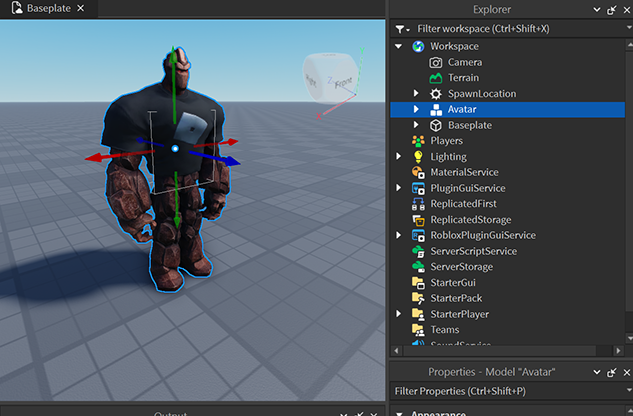 Baseplate
Front
Explorer
Filter workspace (Ctrl+Shift+X)
Workspace
Camera
Terrain
SpawnLocation
Avatar
Baseplate
Players
Lighting
MaterialService
PluginGuiService
ReplicatedFirst
ReplicatedStorage
RobloxPluginGuiService
ServerScriptService
ServerStorage
StarterGui
StarterPack
StarterPlayer
Teams
SoundService
Properties - Model "Avatar"
Filter Properties (Ctrl+Shift+P)
Appearance
Output